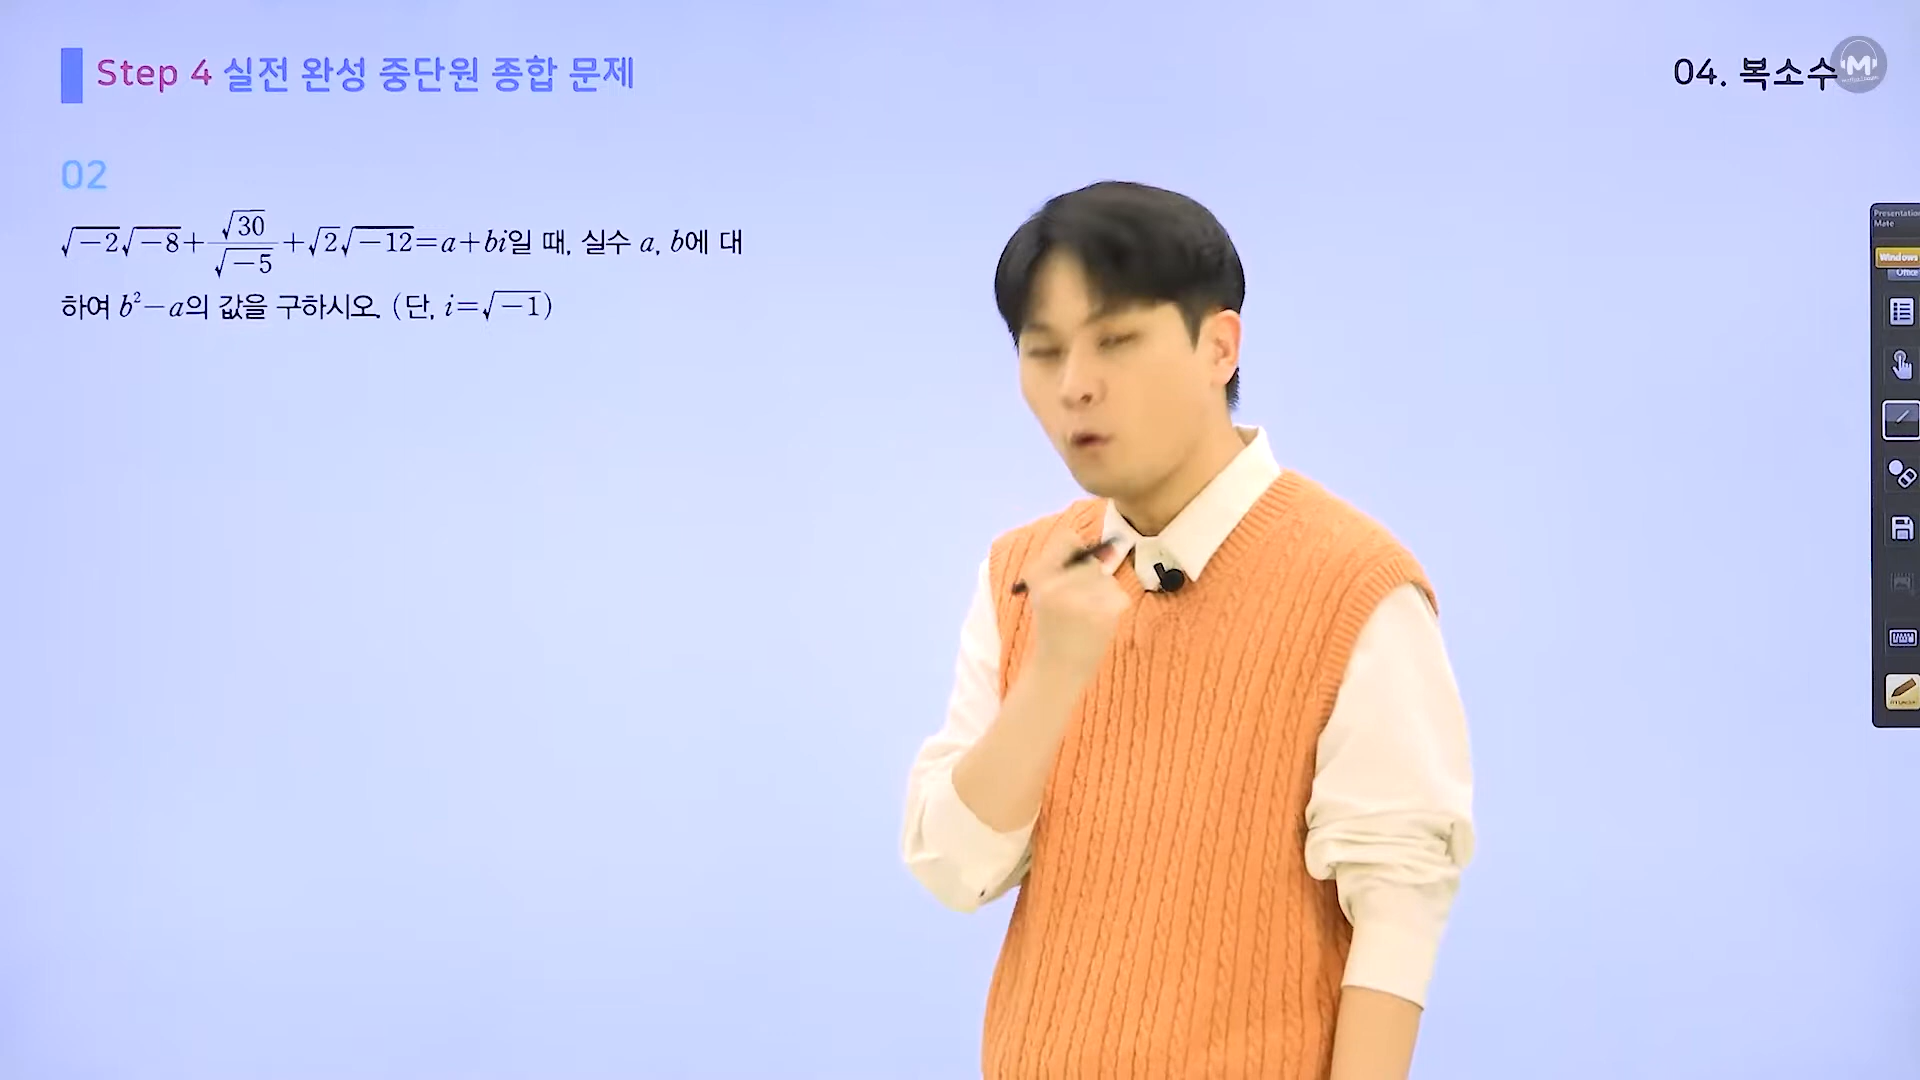 Step 4 실전 완성 중단원 종합 문제
04. 복소수
M
02
√-2√-8+√30/√-5+√2√-12=a+bi일 때, 실수 a, b에 대
하여 b²-a의 값을 구하시오. (단, i=√-1)
Presentation
Mate
Windows
Office